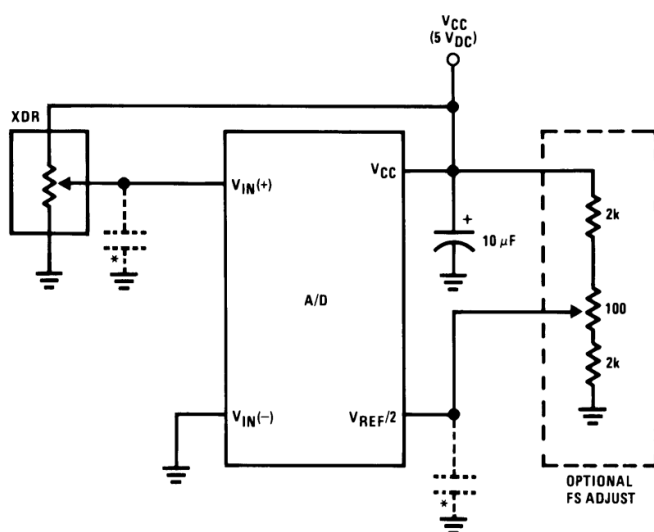 VCC
(5 VDC)
XDR
VIN(+)
VCC
2k
+
10 µF
*
A/D
100
2k
VIN(−)
VREF/2
*
OPTIONAL
FS ADJUST